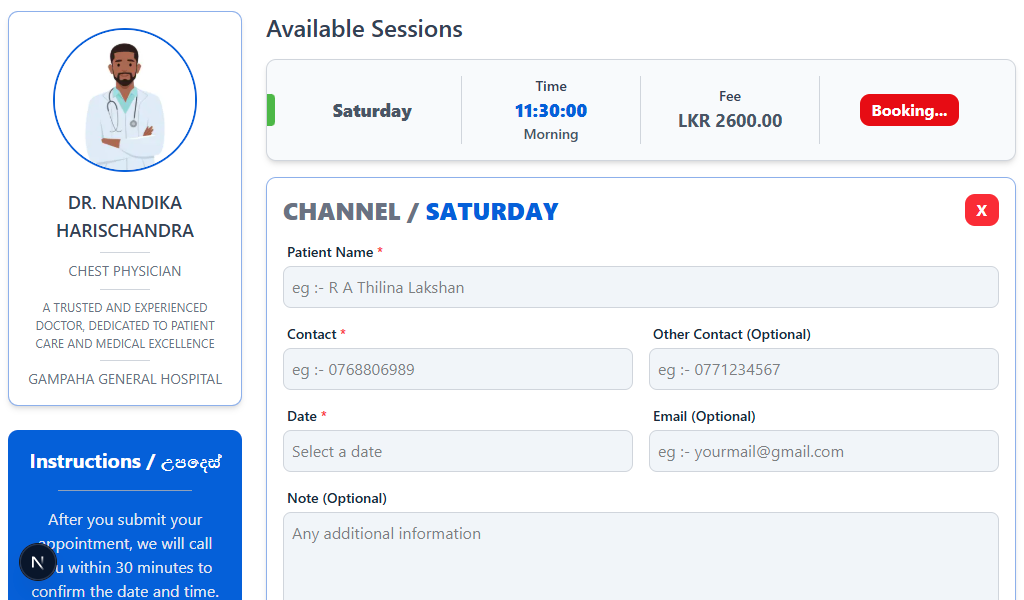 DR. NANDIKA
HARISCHANDRA
CHEST PHYSICIAN
A TRUSTED AND EXPERIENCED
DOCTOR, DEDICATED TO PATIENT
CARE AND MEDICAL EXCELLENCE
GAMPAHA GENERAL HOSPITAL
Instructions / උපදෙස්
After you submit your
appointment, we will call
within 30 minutes to
confirm the date and time.
N
Available Sessions
Saturday
Time
11:30:00
Morning
Fee
LKR 2600.00
Booking...
CHANNEL / SATURDAY
X
Patient Name *
eg :- R A Thilina Lakshan
Contact *
eg :- 0768806989
Other Contact (Optional)
eg :- 0771234567
Date *
Select a date
Email (Optional)
eg :- yourmail@gmail.com
Note (Optional)
Any additional information